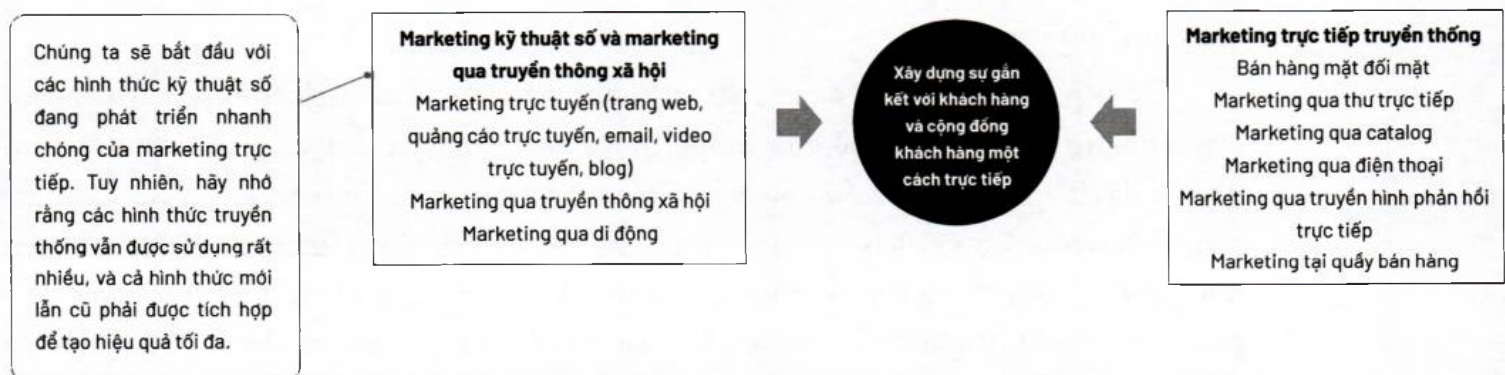 Chúng ta sẽ bắt đầu với
các hình thức kỹ thuật số
đang phát triển nhanh
chóng của marketing trực
tiếp. Tuy nhiên, hãy nhớ
rằng các hình thức truyền
thống vẫn được sử dụng rất
nhiều, và cả hình thức mới
lẫn cũ phải được tích hợp
để tạo hiệu quả tối đa.
Marketing kỹ thuật số và marketing
qua truyền thông xã hội
Marketing trực tuyến (trang web,
quảng cáo trực tuyến, email, video
trực tuyến, blog)
Marketing qua truyền thông xã hội
Marketing qua di động
Xây dựng sự gắn
kết với khách hàng
và cộng đồng
khách hàng một
cách trực tiếp
Marketing trực tiếp truyền thống
Bán hàng mặt đối mặt
Marketing qua thư trực tiếp
Marketing qua catalog
Marketing qua điện thoại
Marketing qua truyền hình phản hồi
trực tiếp
Marketing tại quầy bán hàng